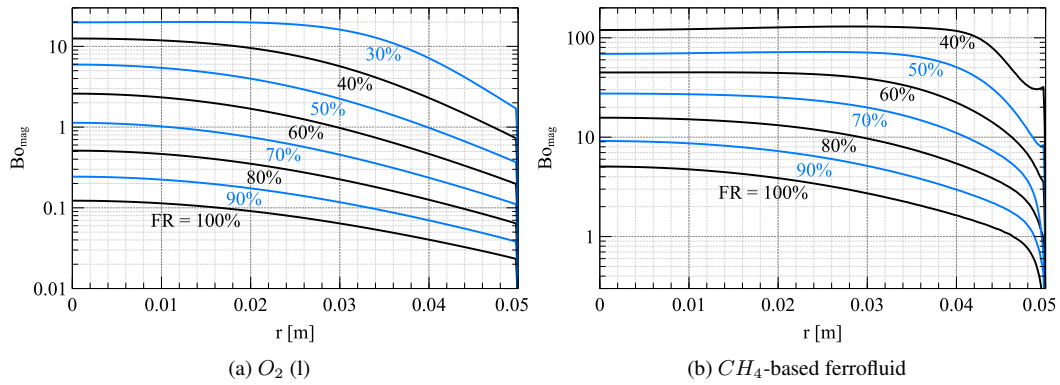 10
1
0.1
0.01
Bo_mag
30%
40%
50%
60%
70%
80%
90%
FR = 100%
0 0.01 0.02 0.03 0.04 0.05
r [m]
(a) O₂ (l)
100
10
1
Bo_mag
40%
50%
60%
70%
80%
90%
FR = 100%
0 0.01 0.02 0.03 0.04 0.05
r [m]
(b) CH₄-based ferrofluid